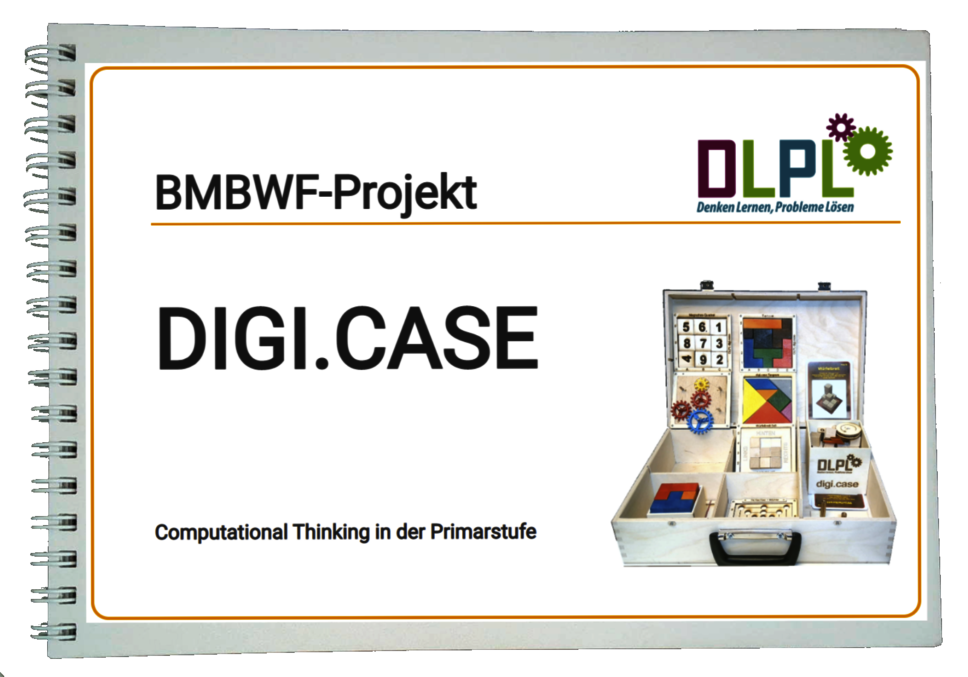 BMBWF-Projekt
DLPL
Denken Lernen, Probleme Lösen
DIGI.CASE
5 6 1
8 7 3
4 9 2
DLPL
digi.case
Computational Thinking in der Primarstufe